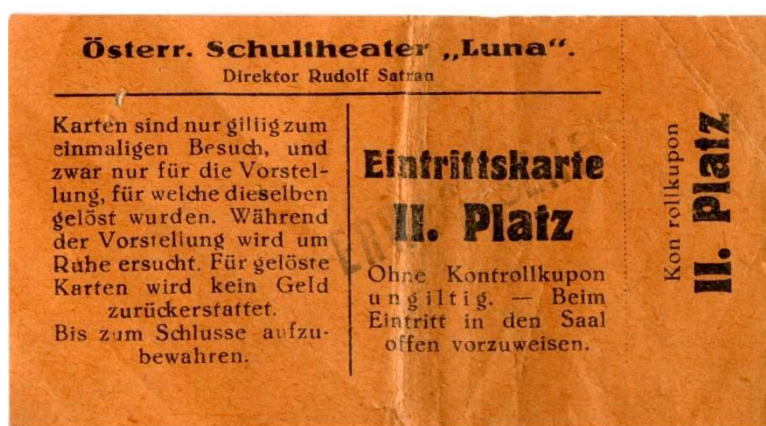 Österr. Schultheater „Luna“.
Direktor Rudolf Satran
Karten sind nur giltig zum
einmaligen Besuch, und
zwar nur für die Vorstel-
lung, für welche dieselben
gelöst wurden. Während
der Vorstellung wird um
Ruhe ersucht. Für gelöste
Karten wird kein Geld
zurückerstattet.
Bis zum Schlusse aufzu-
bewahren.
Eintrittskarte
II. Platz
Ohne Kontrollkupon
ungiltig. — Beim
Eintritt in den Saal
offen vorzuweisen.
Kon rollkupon
II. Platz